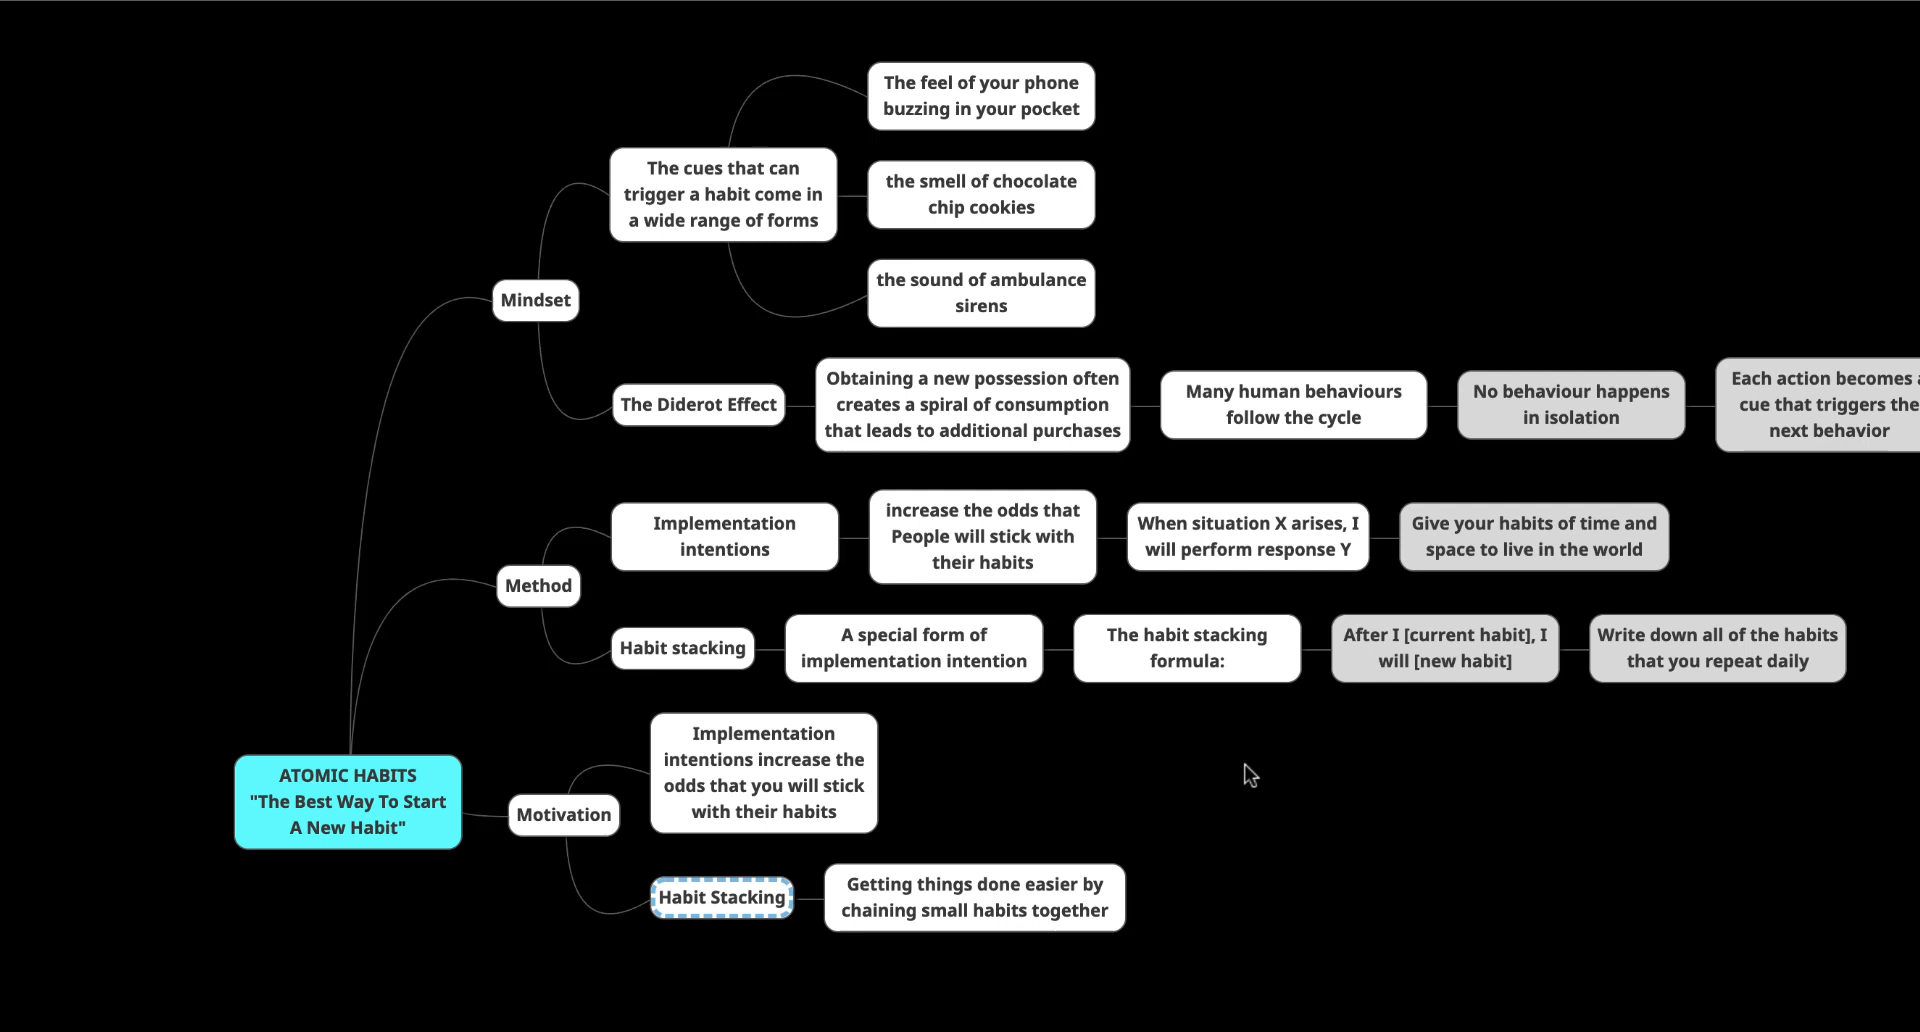 The feel of your phone
buzzing in your pocket
The cues that can
trigger a habit come in
a wide range of forms
the smell of chocolate
chip cookies
the sound of ambulance
sirens
Mindset
The Diderot Effect
Obtaining a new possession often
creates a spiral of consumption
that leads to additional purchases
Many human behaviours
follow the cycle
No behaviour happens
in isolation
Each action becomes a
cue that triggers the
next behavior
Implementation
intentions
increase the odds that
People will stick with
their habits
When situation X arises, I
will perform response Y
Give your habits of time and
space to live in the world
Method
Habit stacking
A special form of
implementation intention
The habit stacking
formula:
After I [current habit], I
will [new habit]
Write down all of the habits
that you repeat daily
ATOMIC HABITS
"The Best Way To Start
A New Habit"
Motivation
Implementation
intentions increase the
odds that you will stick
with their habits
Habit Stacking
Getting things done easier by
chaining small habits together